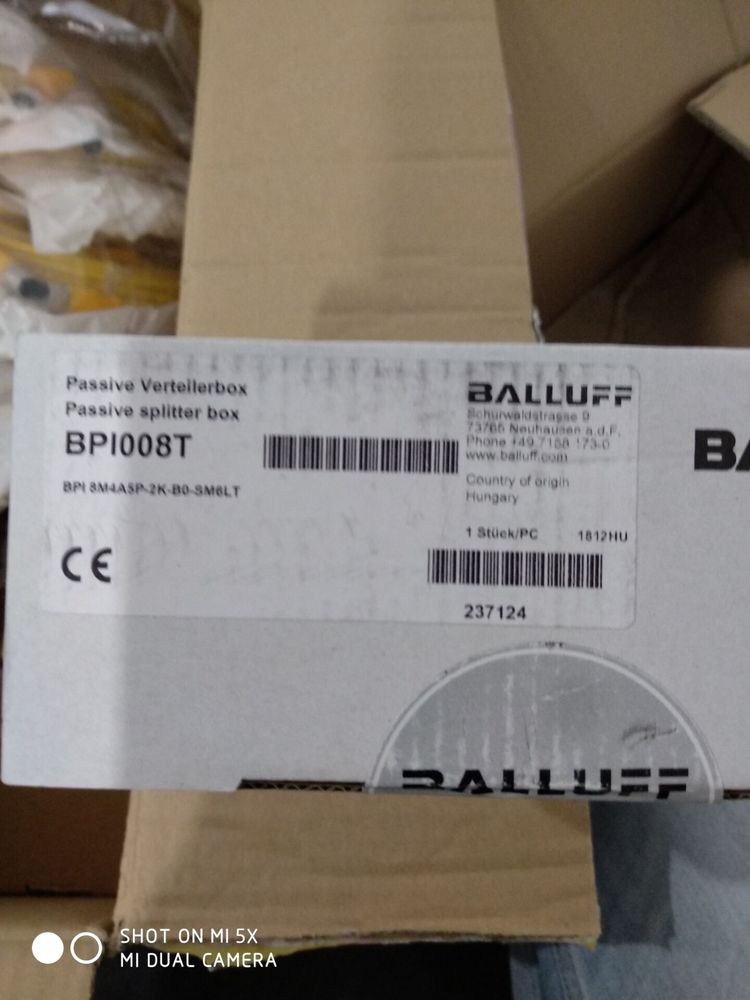 Passive Verteilerbox
Passive splitter box
BPI008T
BPI 8M4A5P-2K-B0-SM6LT
CE
BALLUFF
Schurwaldstrasse 9
73765 Neuhausen a.d.F.
Phone +49 7158 173-0
www.balluff.com
Country of origin
Hungary
1 Stück/PC 1812HU
237124
BA
BALLUFF
SHOT ON MI 5X
MI DUAL CAMERA